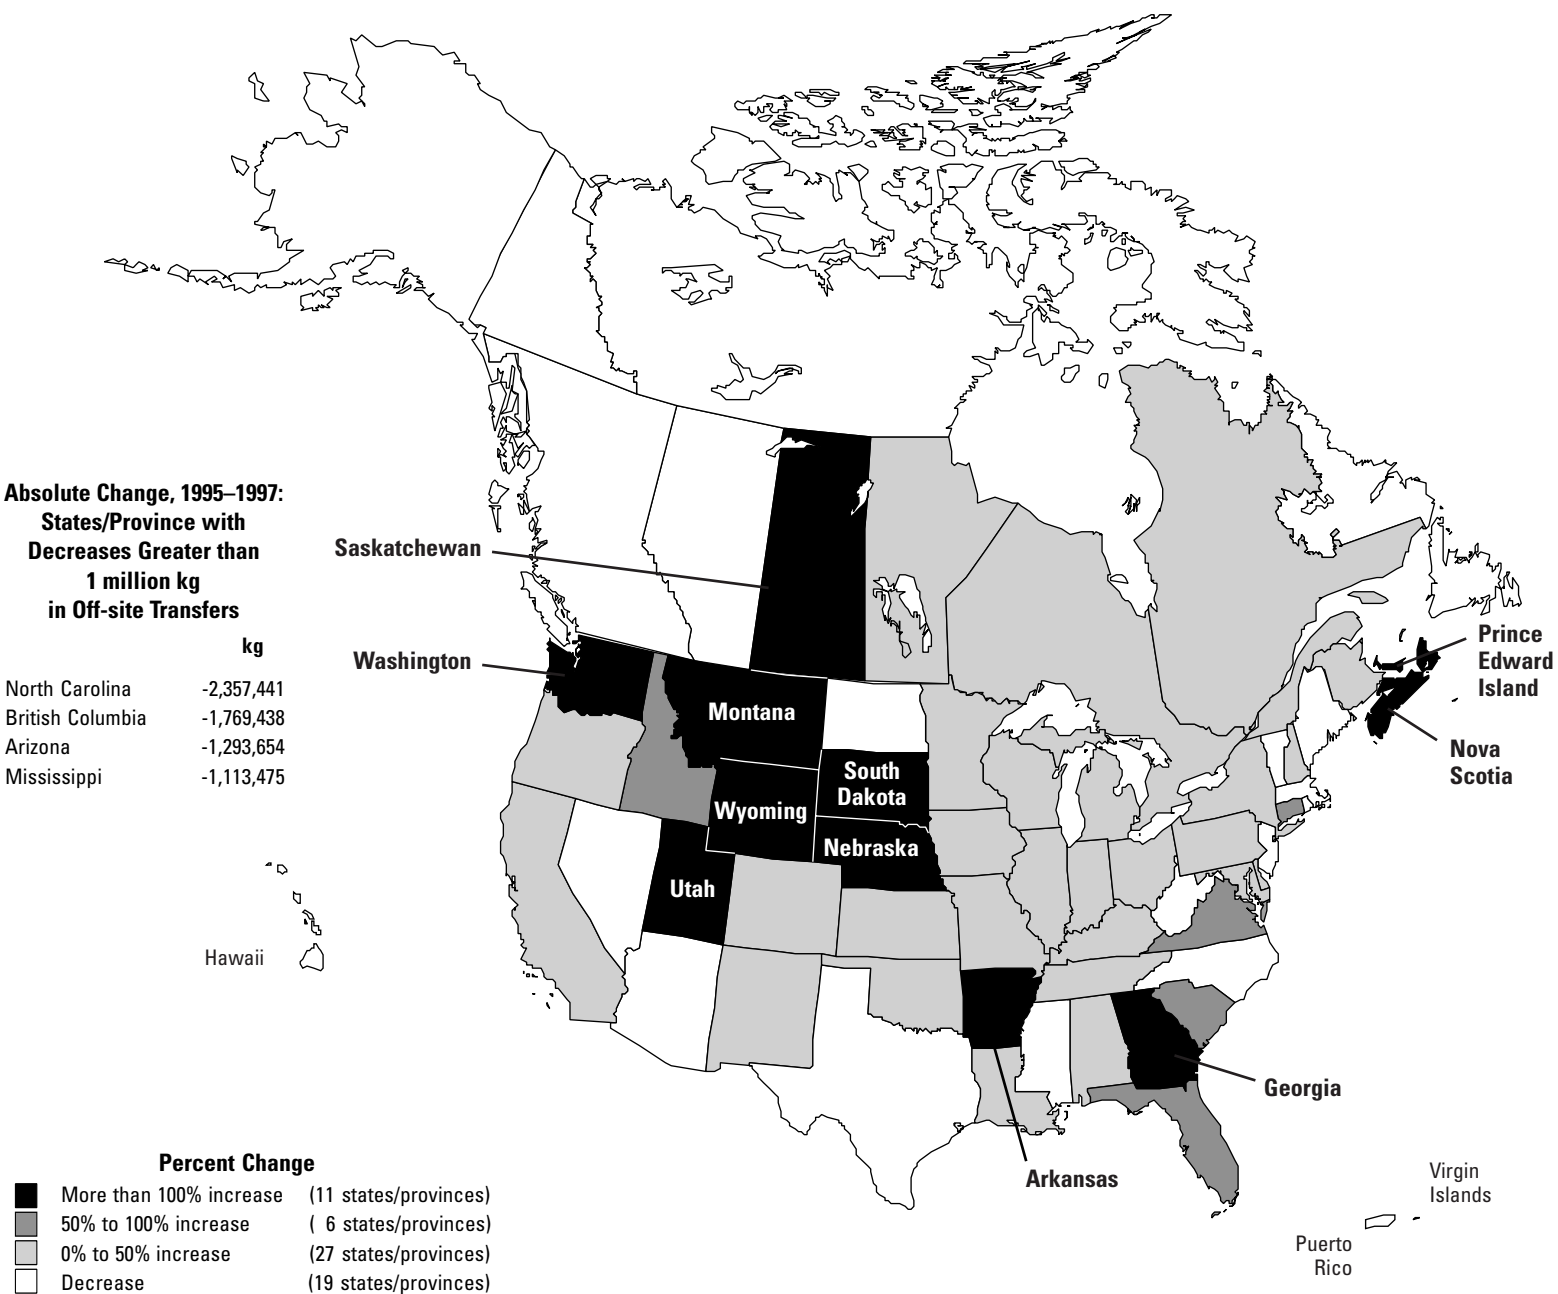 Absolute Change, 1995–1997:
States/Province with
Decreases Greater than
1 million kg
in Off-site Transfers
kg
North Carolina -2,357,441
British Columbia -1,769,438
Arizona -1,293,654
Mississippi -1,113,475
Saskatchewan
Washington
Montana
South
Dakota
Wyoming
Nebraska
Utah
Prince
Edward
Island
Nova
Scotia
Hawaii
Georgia
Arkansas
Virgin
Islands
Puerto
Rico
Percent Change
More than 100% increase (11 states/provinces)
50% to 100% increase ( 6 states/provinces)
0% to 50% increase (27 states/provinces)
Decrease (19 states/provinces)